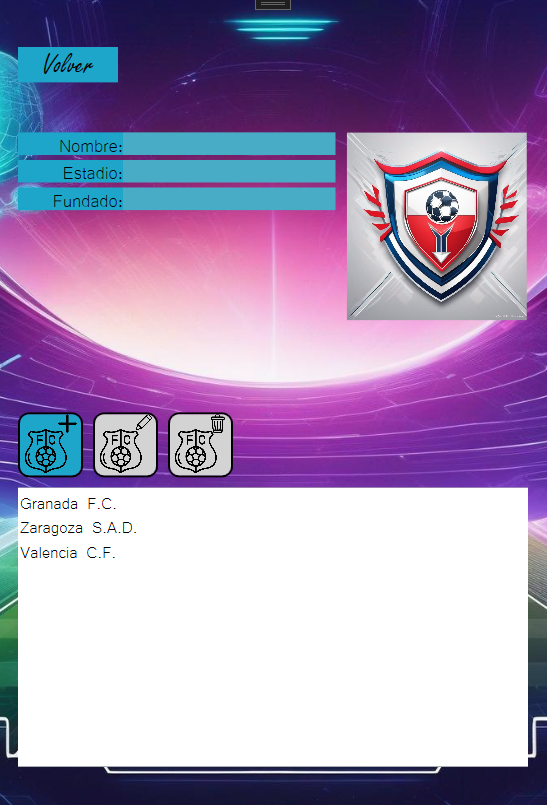 Volver
Nombre:
Estadio:
Fundado:
FC
FC
FC
Granada F.C.
Zaragoza S.A.D.
Valencia C.F.